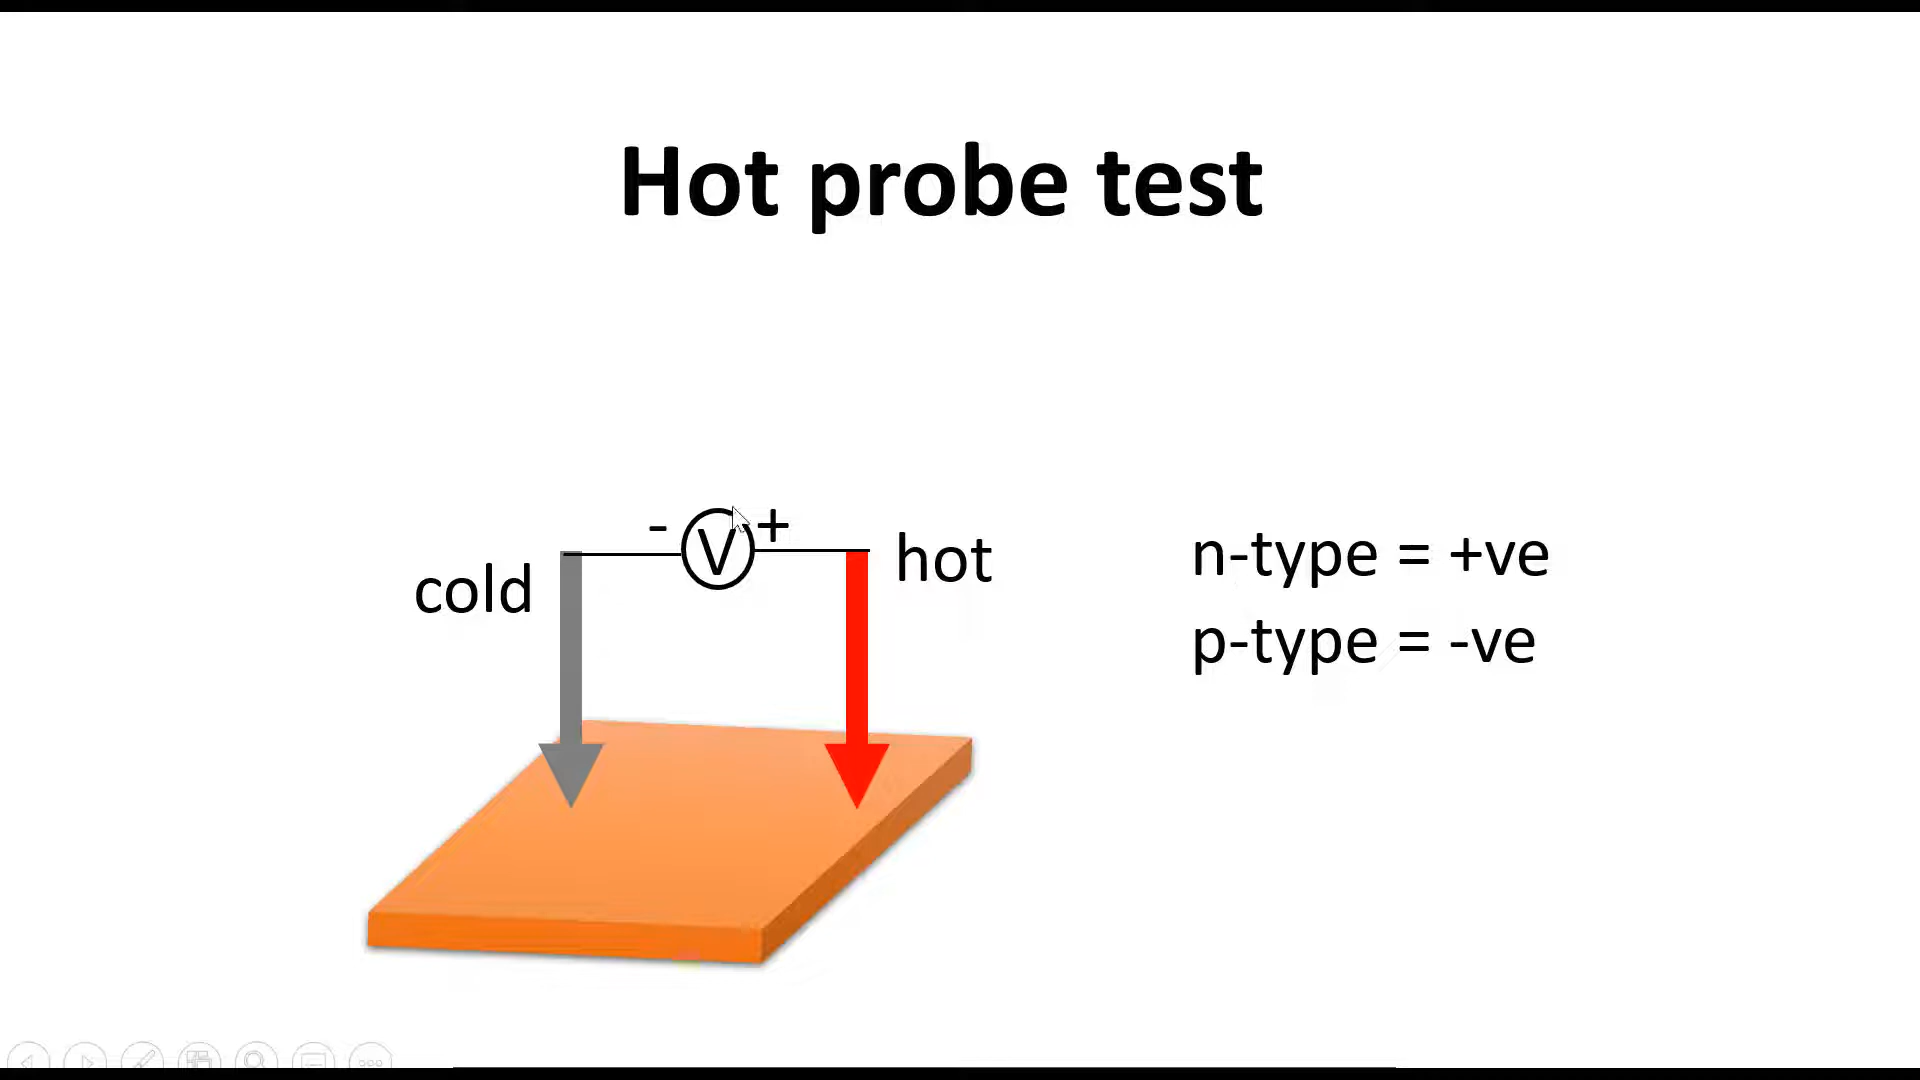 Hot probe test
- V +
cold
hot
n-type = +ve
p-type = -ve